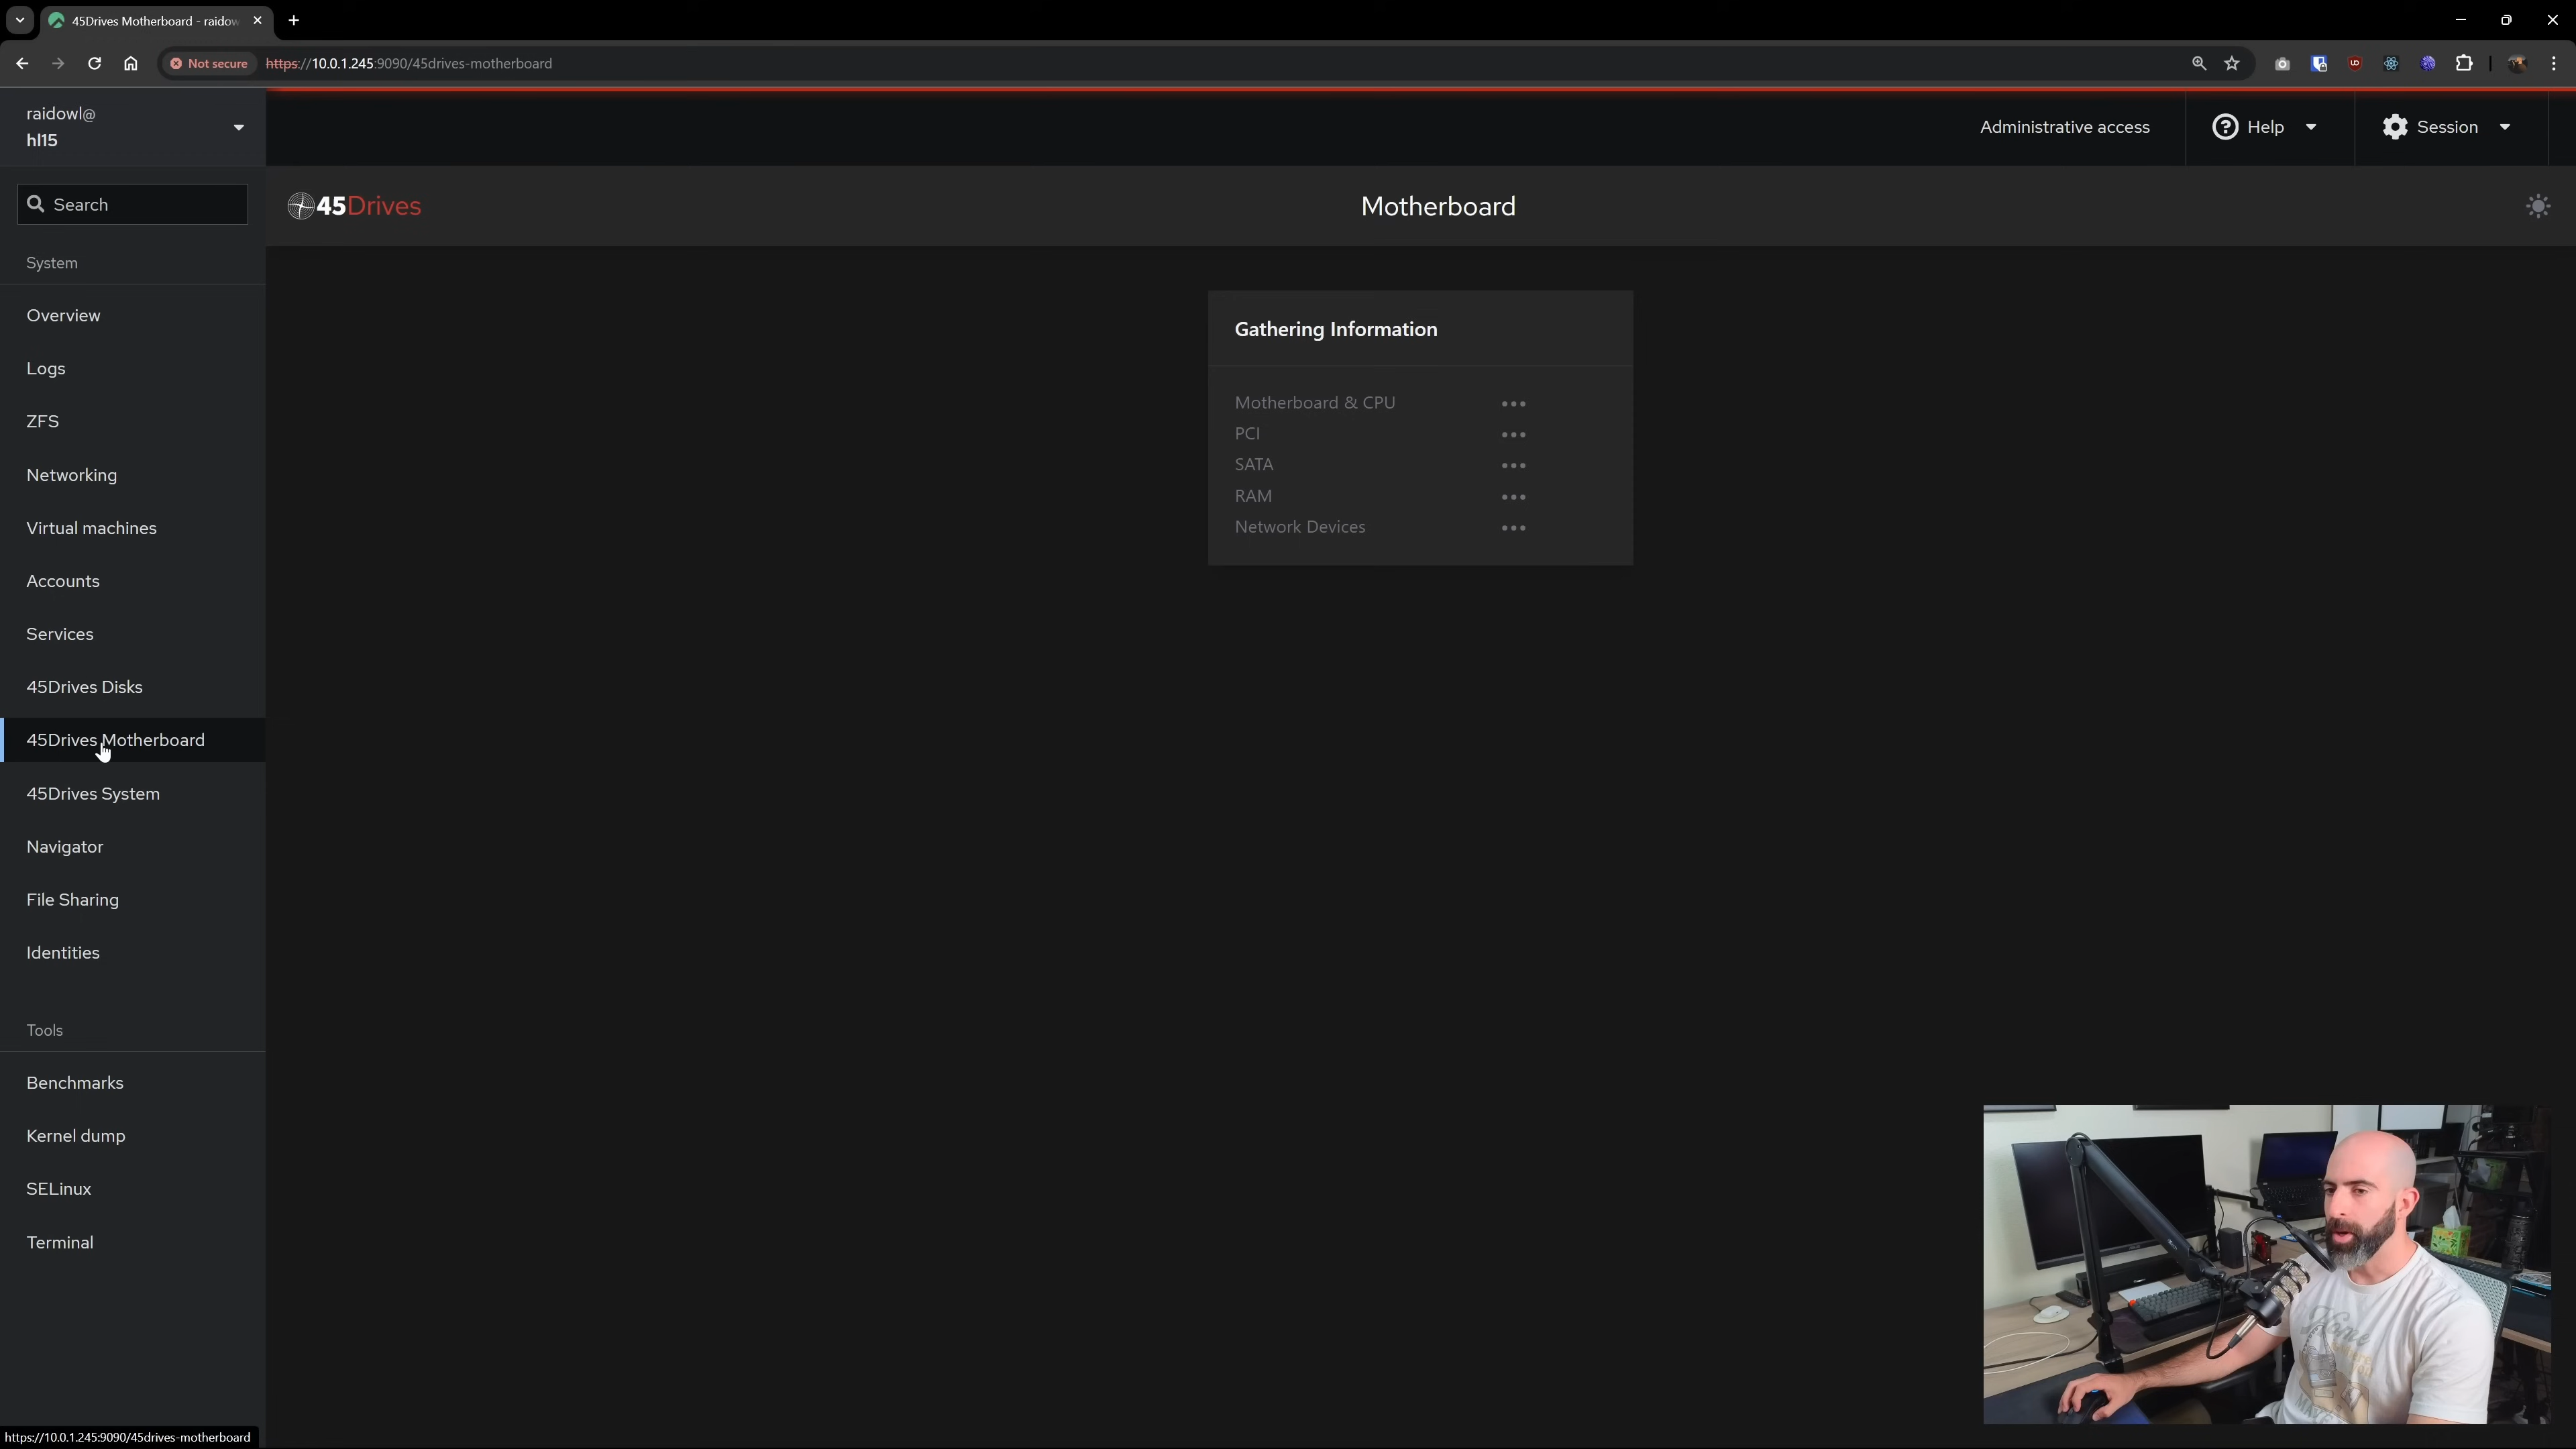 45Drives Motherboard - raidow
Not secure
https://10.0.1.245:9090/45drives-motherboard
raidowl@
hl15
Administrative access
Help
Session
Search
45Drives
Motherboard
System
Overview
Logs
ZFS
Networking
Virtual machines
Accounts
Services
45Drives Disks
45Drives Motherboard
45Drives System
Navigator
File Sharing
Identities
Tools
Benchmarks
Kernel dump
SELinux
Terminal
Gathering Information
Motherboard & CPU
PCI
SATA
RAM
Network Devices
https://10.0.1.245:9090/45drives-motherboard